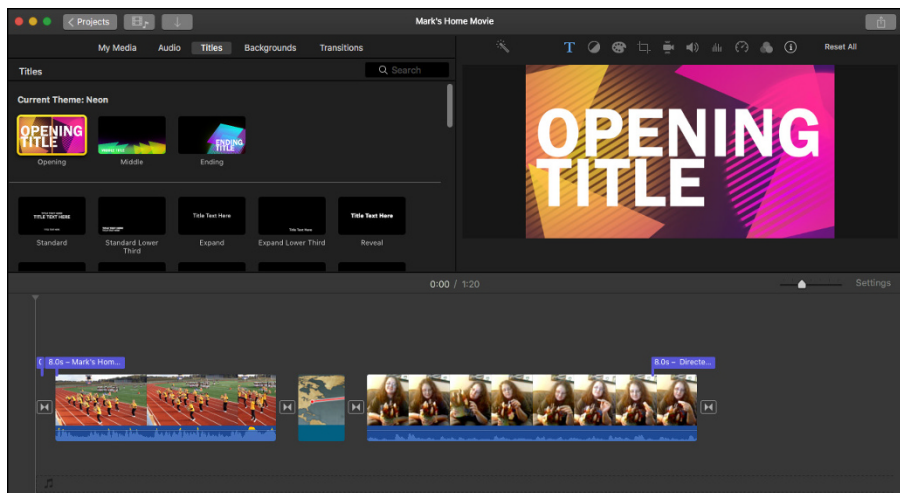 Projects
Mark's Home Movie
My Media Audio Titles Backgrounds Transitions
Reset All
Titles
Search
Current Theme: Neon
OPENING
TITLE
ENDING
TITLE
Opening Middle Ending
TITLE TEXT HERE
Title Text Here
Title Text Here
Title Text Here
Standard Standard Lower
Third
Expand Expand Lower Third Reveal
OPENING
TITLE
0:00 / 1:20
Settings
8.0s – Mark's Hom...
8.0s – Directe...